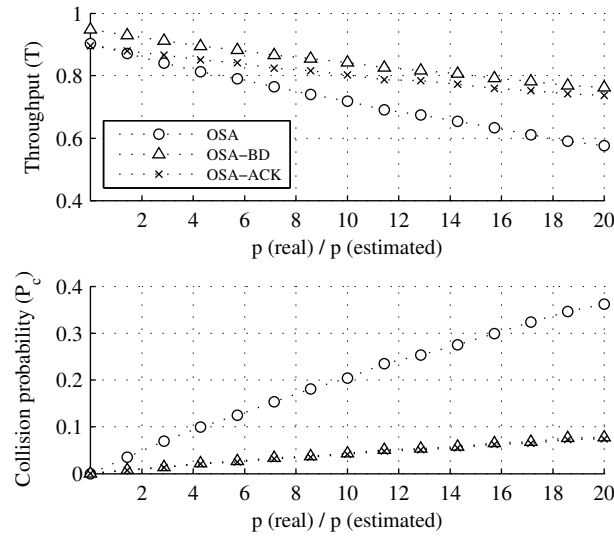 1
0.8
0.6
0.4
Throughput (T)
OSA
OSA−BD
OSA−ACK
2 4 6 8 10 12 14 16 18 20
p (real) / p (estimated)
0.4
0.3
0.2
0.1
0
Collision probability (P_c)
2 4 6 8 10 12 14 16 18 20
p (real) / p (estimated)